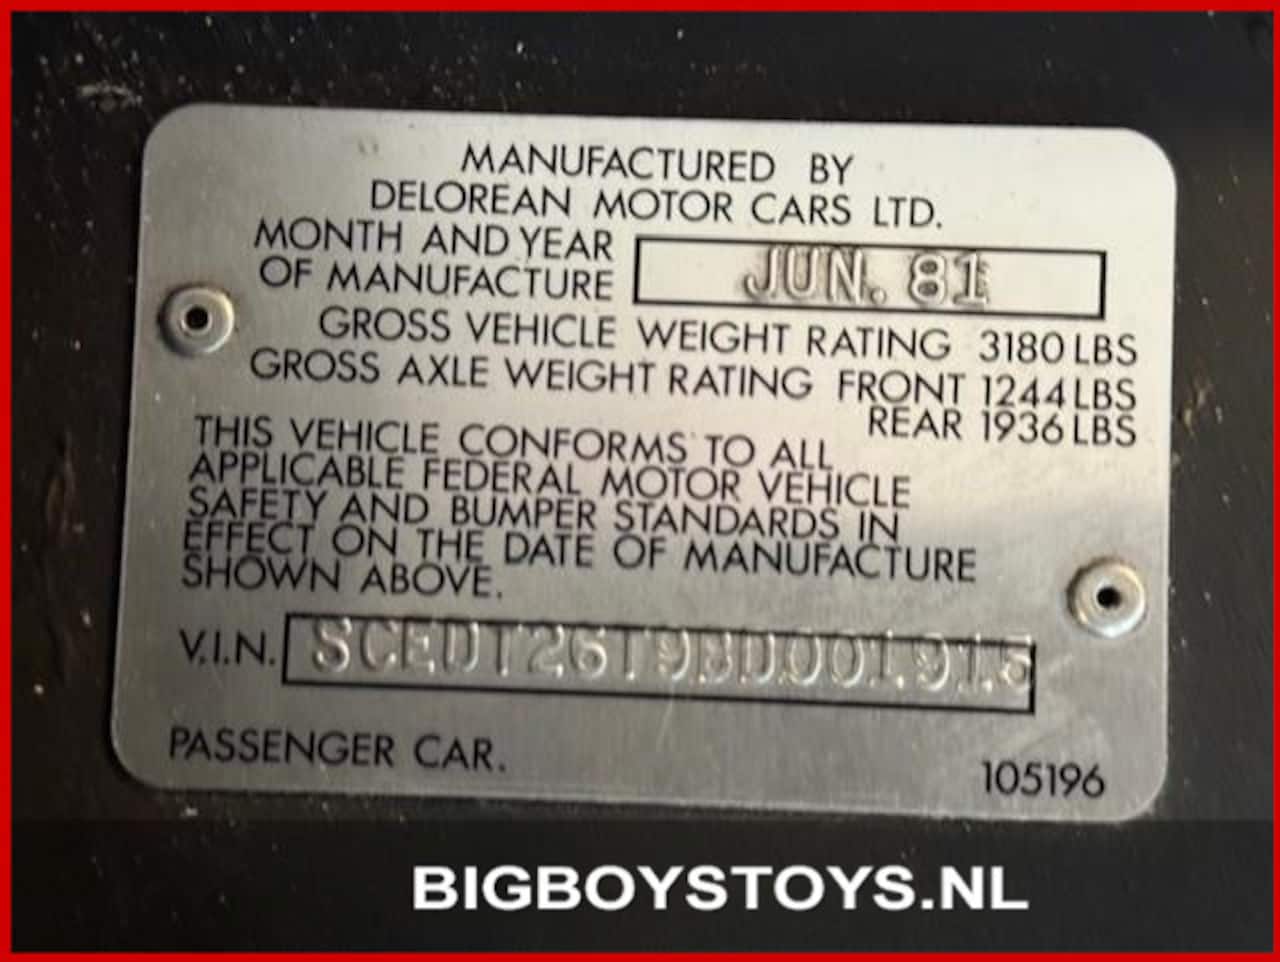 MANUFACTURED BY
DELOREAN MOTOR CARS LTD.
MONTH AND YEAR
OF MANUFACTURE JUN. 81
GROSS VEHICLE WEIGHT RATING 3180 LBS
GROSS AXLE WEIGHT RATING FRONT 1244 LBS
REAR 1936 LBS
THIS VEHICLE CONFORMS TO ALL
APPLICABLE FEDERAL MOTOR VEHICLE
SAFETY AND BUMPER STANDARDS IN
EFFECT ON THE DATE OF MANUFACTURE
SHOWN ABOVE.
V.I.N. SCEDT26T9BD001915
PASSENGER CAR.
105196
BIGBOYSTOYS.NL